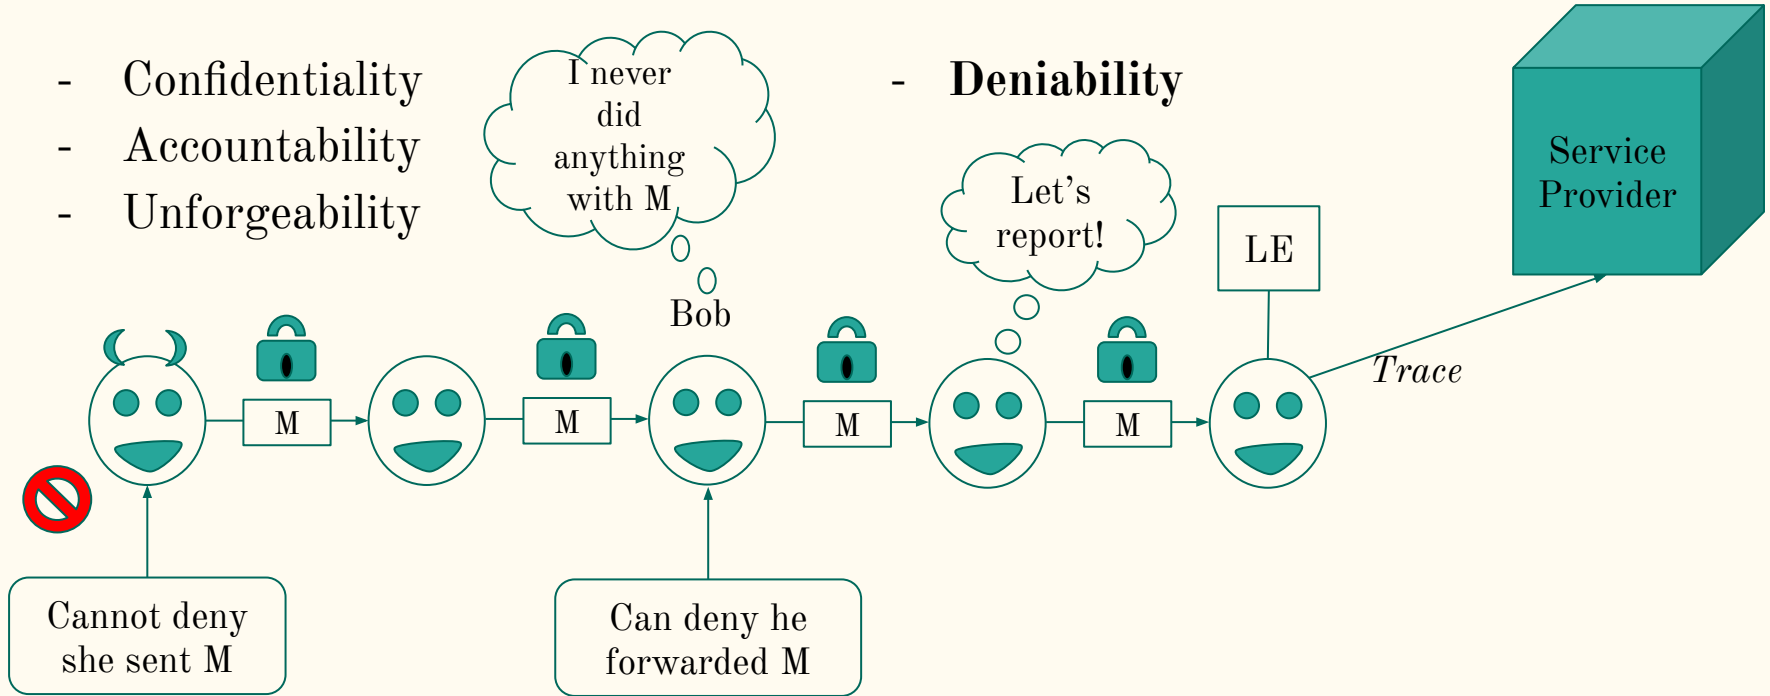 - Confidentiality
- Accountability
- Unforgeability
I never
did
anything
with M
- Deniability
Let's
report!
Service
Provider
LE
Bob
Trace
M
M
M
M
Cannot deny
she sent M
Can deny he
forwarded M